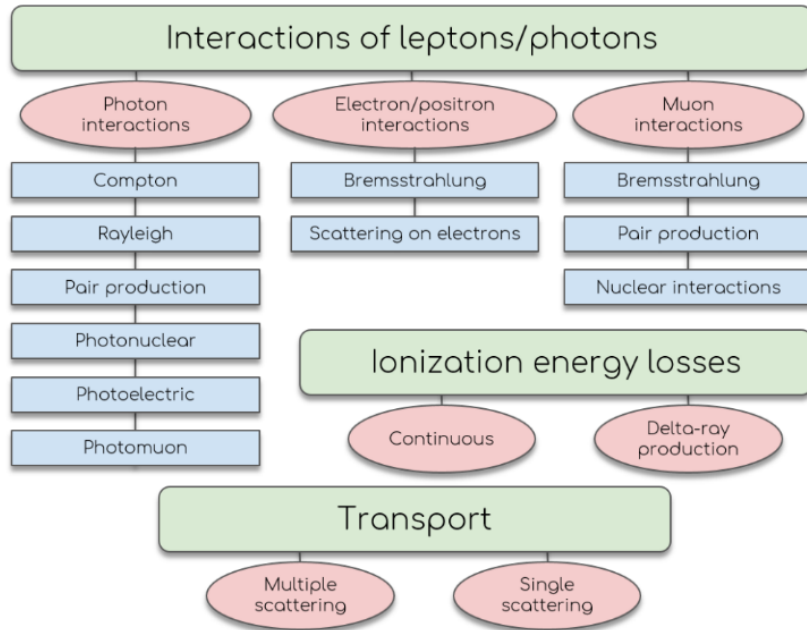 Interactions of leptons/photons
Photon
interactions
Electron/positron
interactions
Muon
interactions
Compton
Rayleigh
Pair production
Photonuclear
Photoelectric
Photomuon
Bremsstrahlung
Scattering on electrons
Bremsstrahlung
Pair production
Nuclear interactions
Ionization energy losses
Continuous
Delta-ray
production
Transport
Multiple
scattering
Single
scattering